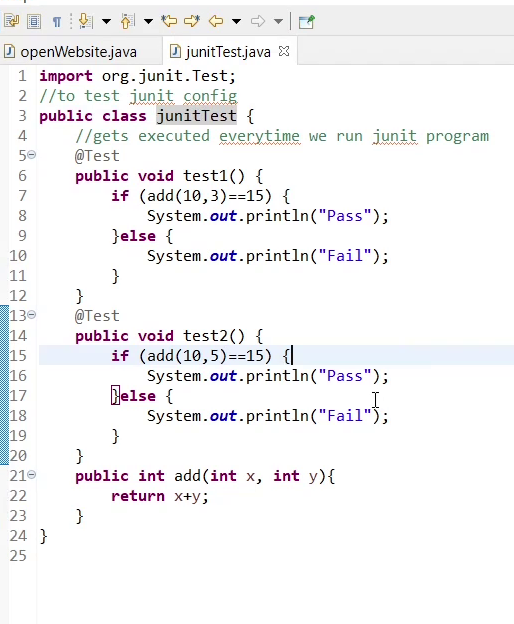 openWebsite.java junitTest.java
1 import org.junit.Test;
2 //to test junit config
3 public class junitTest {
4 //gets executed everytime we run junit program
5 @Test
6 public void test1() {
7 if (add(10,3)==15) {
8 System.out.println("Pass");
9 }else {
10 System.out.println("Fail");
11 }
12 }
13 @Test
14 public void test2() {
15 if (add(10,5)==15) {
16 System.out.println("Pass");
17 }else {
18 System.out.println("Fail");
19 }
20 }
21 public int add(int x, int y){
22 return x+y;
23 }
24 }
25